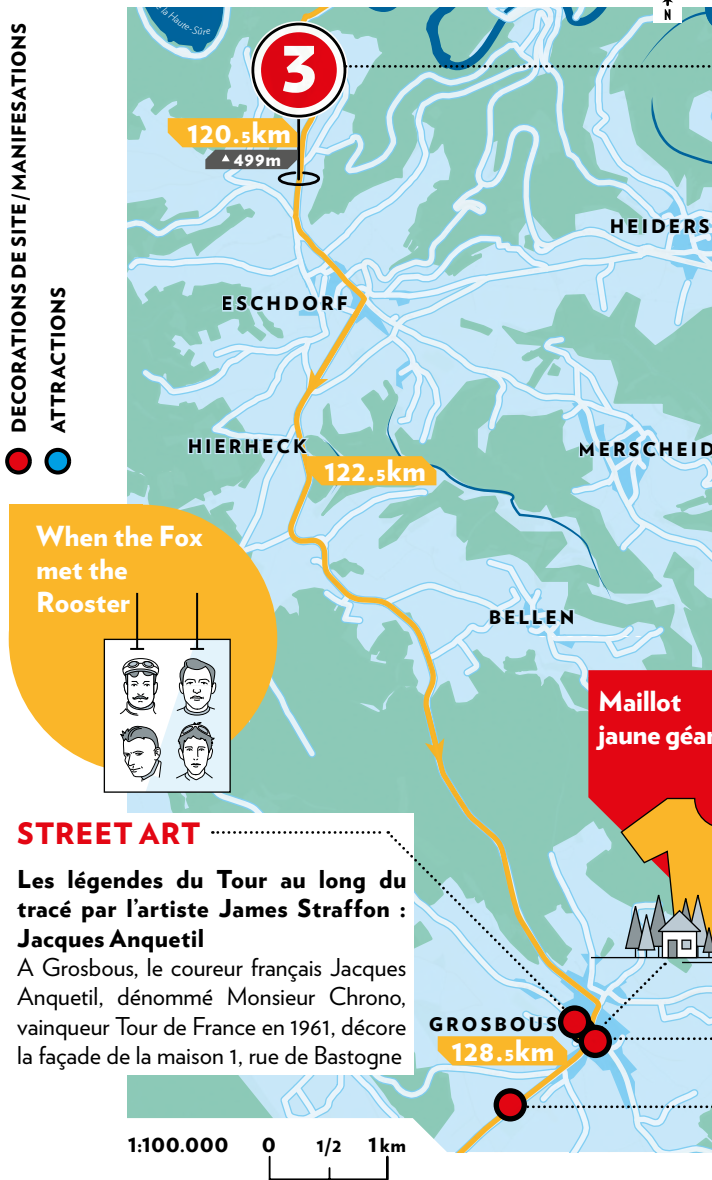 la Haute-Sûre
N
3
120.5km
▲499m
HEIDERS
ESCHDORF
DECORATIONS DE SITE / MANIFESATIONS
ATTRACTIONS
HIERHECK
122.5km
MERSCHEID
When the Fox
met the
Rooster
BELLEN
Maillot
jaune géan
STREET ART
Les légendes du Tour au long du
tracé par l’artiste James Straffon :
Jacques Anquetil
A Grosbous, le coureur français Jacques
Anquetil, dénommé Monsieur Chrono,
vainqueur Tour de France en 1961, décore
la façade de la maison 1, rue de Bastogne
GROSBOUS
128.5km
1:100.000 0 1/2 1km